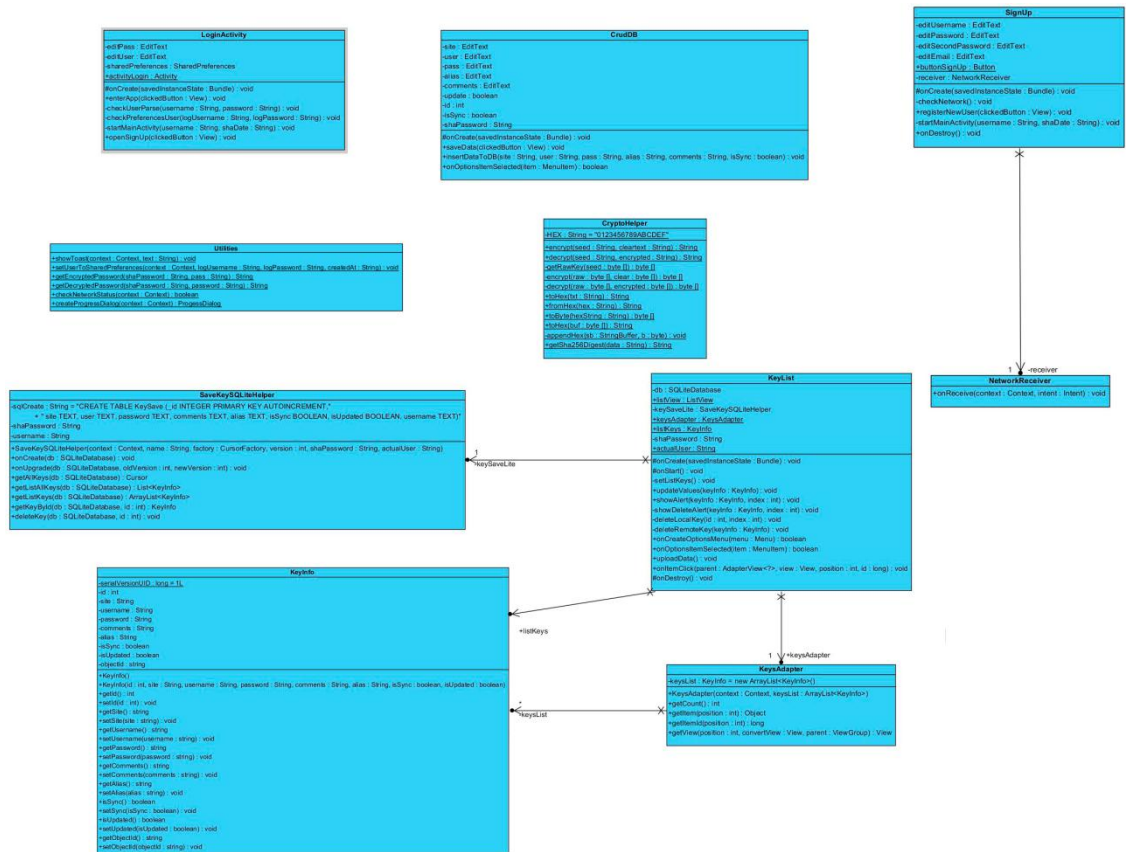 LoginActivity
-editPass : EditText
-editUser : EditText
-sharedPreferences : SharedPreferences
+activityLogin : Activity
#onCreate(savedInstanceState : Bundle) : void
+enterApp(clickedButton : View) : void
-checkUserParse(username : String, password : String) : void
-checkPreferencesUser(logUsername : String, logPassword : String) : void
-startMainActivity(username : String, shaDate : String) : void
+openSignUp(clickedButton : View) : void
CrudDB
-site : EditText
-user : EditText
-pass : EditText
-alias : EditText
-comments : EditText
-update : boolean
-id : int
-isSync : boolean
-shaPassword : String
#onCreate(savedInstanceState : Bundle) : void
+saveData(clickedButton : View) : void
+insertDataToDB(site : String, user : String, pass : String, alias : String, comments : String, isSync : boolean) : void
+onOptionsItemSelected(item : MenuItem) : boolean
SignUp
-editUsername : EditText
-editPassword : EditText
-editSecondPassword : EditText
-editEmail : EditText
+buttonSignUp : Button
-receiver : NetworkReceiver
#onCreate(savedInstanceState : Bundle) : void
-checkNetwork() : void
+registerNewUser(clickedButton : View) : void
-startMainActivity(username : String, shaDate : String) : void
+onDestroy() : void
Utilities
+showToast(context : Context, text : String) : void
+setUserToSharedPreferences(context : Context, logUsername : String, logPassword : String, createdAt : String) : void
+getEncryptedPassword(shaPassword : String, pass : String) : String
+getDecryptedPassword(shaPassword : String, password : String) : String
+checkNetworkStatus(context : Context) : boolean
+createProgressDialog(context : Context) : ProgessDialog
CryptoHelper
-HEX : String = "0123456789ABCDEF"
+encrypt(seed : String, cleartext : String) : String
+decrypt(seed : String, encrypted : String) : String
-getRawKey(seed : byte []) : byte []
-encrypt(raw : byte [], clear : byte []) : byte []
-decrypt(raw : byte [], encrypted : byte []) : byte []
+toHex(txt : String) : String
+fromHex(hex : String) : String
+toByte(hexString : String) : byte []
+toHex(buf : byte []) : String
-appendHex(sb : StringBuffer, b : byte) : void
+getSha256Digest(data : String) : String
1
-receiver
NetworkReceiver
+onReceive(context : Context, intent : Intent) : void
KeyList
-db : SQLiteDatabase
+listView : ListView
-keySaveLite : SaveKeySQLiteHelper
+keysAdapter : KeysAdapter
+listKeys : KeyInfo
-shaPassword : String
+actualUser : String
#onCreate(savedInstanceState : Bundle) : void
#onStart() : void
-setListKeys() : void
+updateValues(keyInfo : KeyInfo) : void
+showAlert(keyInfo : KeyInfo, index : int) : void
-showDeleteAlert(keyInfo : KeyInfo, index : int) : void
-deleteLocalKey(id : int, index : int) : void
-deleteRemoteKey(keyInfo : KeyInfo) : void
+onCreateOptionsMenu(menu : Menu) : boolean
+onOptionsItemSelected(item : MenuItem) : boolean
+uploadData() : void
+onItemClick(parent : AdapterView<?>, view : View, position : int, id : long) : void
#onDestroy() : void
SaveKeySQLiteHelper
-sqlCreate : String = "CREATE TABLE KeySave (_id INTEGER PRIMARY KEY AUTOINCREMENT,"
+ " site TEXT, user TEXT, password TEXT, comments TEXT, alias TEXT, isSync BOOLEAN, isUpdated BOOLEAN, username TEXT)"
-shaPassword : String
-username : String
+SaveKeySQLiteHelper(context : Context, name : String, factory : CursorFactory, version : int, shaPassword : String, actualUser : String)
+onCreate(db : SQLiteDatabase) : void
+onUpgrade(db : SQLiteDatabase, oldVersion : int, newVersion : int) : void
+getAllKeys(db : SQLiteDatabase) : Cursor
+getListAllKeys(db : SQLiteDatabase) : List<KeyInfo>
+getListKeys(db : SQLiteDatabase) : ArrayList<KeyInfo>
+getKeyById(db : SQLiteDatabase, id : int) : KeyInfo
+deleteKey(db : SQLiteDatabase, id : int) : void
1
-keySaveLite
KeyInfo
-serialVersionUID : long = 1L
-id : int
-site : String
-username : String
-password : String
-comments : String
-alias : String
-isSync : boolean
-isUpdated : boolean
-objectId : string
+KeyInfo()
+KeyInfo(id : int, site : String, username : String, password : String, comments : String, alias : String, isSync : boolean, isUpdated : boolean)
+getId() : int
+setId(id : int) : void
+getSite() : string
+setSite(site : string) : void
+getUsername() : string
+setUsername(username : string) : void
+getPassword() : string
+setPassword(password : string) : void
+getComments() : string
+setComments(comments : string) : void
+getAlias() : string
+setAlias(alias : string) : void
+isSync() : boolean
+setSync(isSync : boolean) : void
+isUpdated() : boolean
+setUpdated(isUpdated : boolean) : void
+getObjectId() : string
+setObjectId(objectId : string) : void
+listKeys
1
+keysAdapter
*
-keysList
KeysAdapter
-keysList : KeyInfo = new ArrayList<KeyInfo>()
+KeysAdapter(context : Context, keysList : ArrayList<KeyInfo>)
+getCount() : int
+getItem(position : int) : Object
+getItemId(position : int) : long
+getView(position : int, convertView : View, parent : ViewGroup) : View